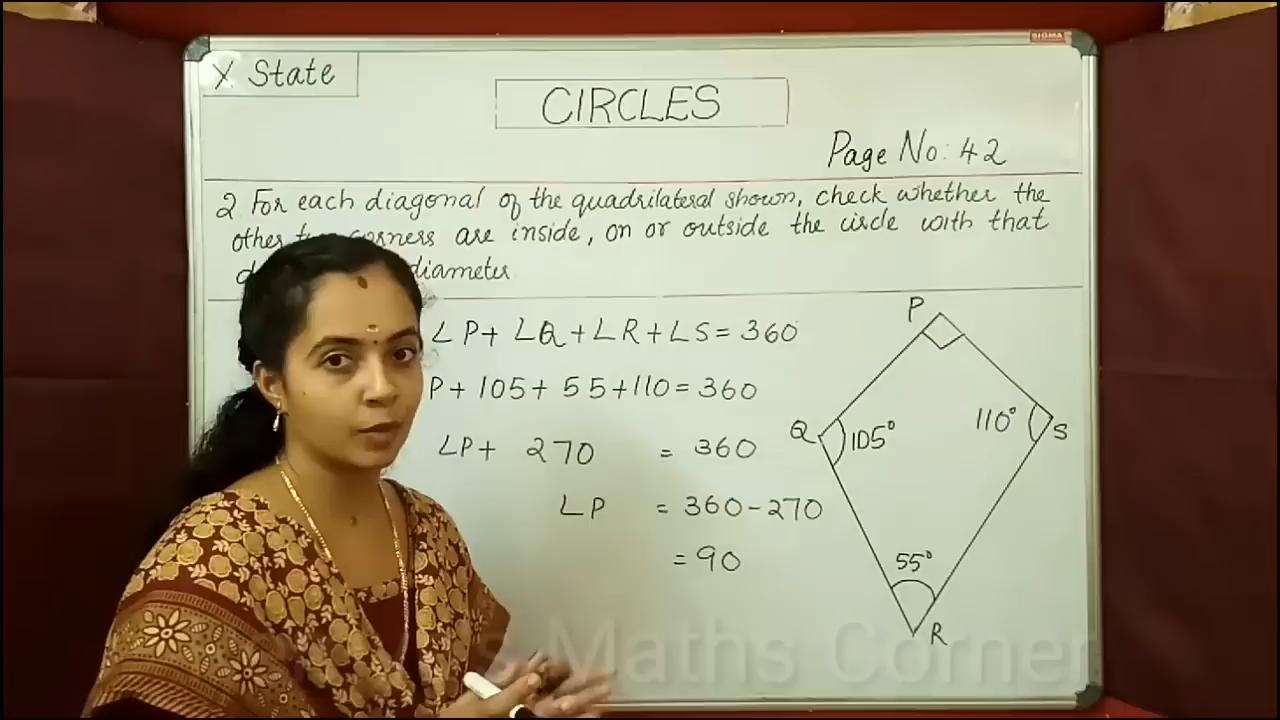 SIGMA
X State
CIRCLES
Page No: 42
2. For each diagonal of the quadrilateral shown, check whether the
other corners are inside, on or outside the circle with that
diameter
∠P + ∠Q + ∠R + ∠S = 360
P + 105 + 55 + 110 = 360
∠P + 270 = 360
∠P = 360 - 270
= 90
P
Q
105°
110°
S
55°
R
Maths Corner